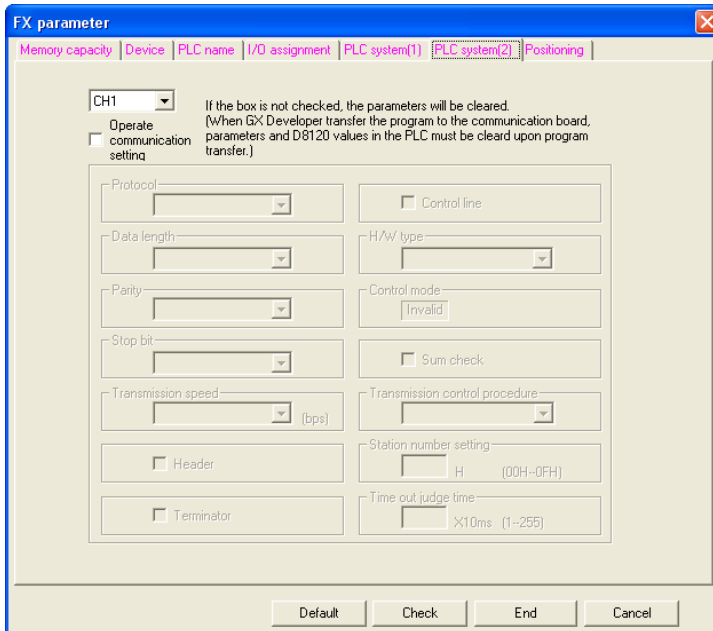 FX parameter
Memory capacity Device PLC name I/O assignment PLC system(1) PLC system(2) Positioning
CH1
If the box is not checked, the parameters will be cleared.
(When GX Developer transfer the program to the communication board,
parameters and D8120 values in the PLC must be cleard upon program
transfer.)
Operate
communication
setting
Protocol
Control line
Data length
H/W type
Parity
Control mode
Invalid
Stop bit
Sum check
Transmission speed
(bps)
Transmission control procedure
Header
Station number setting
H (00H--0FH)
Terminator
Time out judge time
X10ms (1--255)
Default Check End Cancel